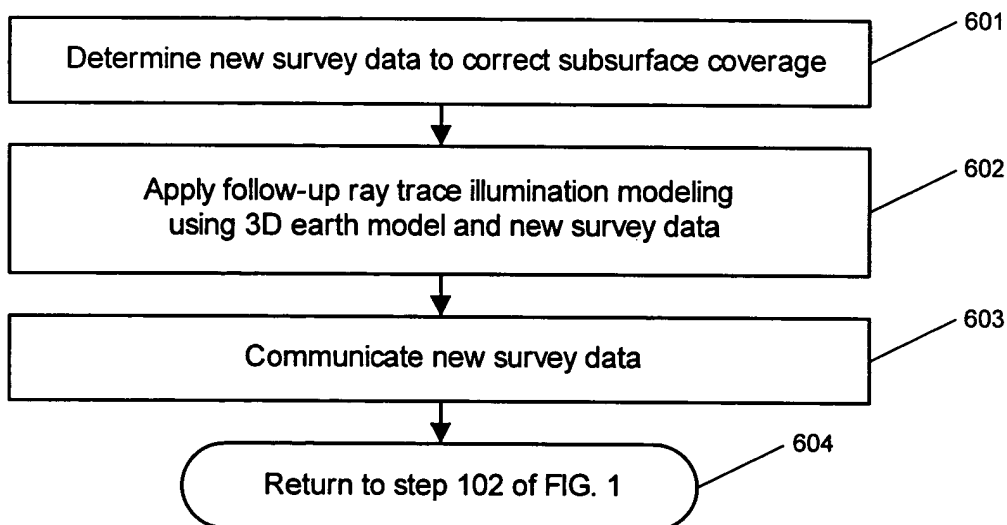 601
Determine new survey data to correct subsurface coverage
602
Apply follow-up ray trace illumination modeling
using 3D earth model and new survey data
603
Communicate new survey data
604
Return to step 102 of FIG. 1